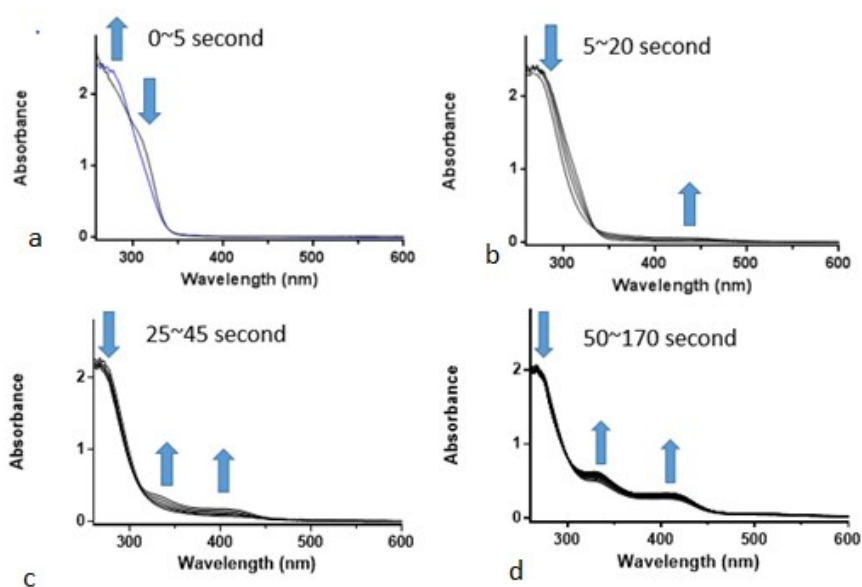 0~5 second
Absorbance
2
1
0
300
400
500
600
Wavelength (nm)
a
5~20 second
Absorbance
2
1
0
300
400
500
600
Wavelength (nm)
b
25~45 second
Absorbance
2
1
0
300
400
500
600
Wavelength (nm)
c
50~170 second
Absorbance
2
1
0
300
400
500
600
Wavelength (nm)
d